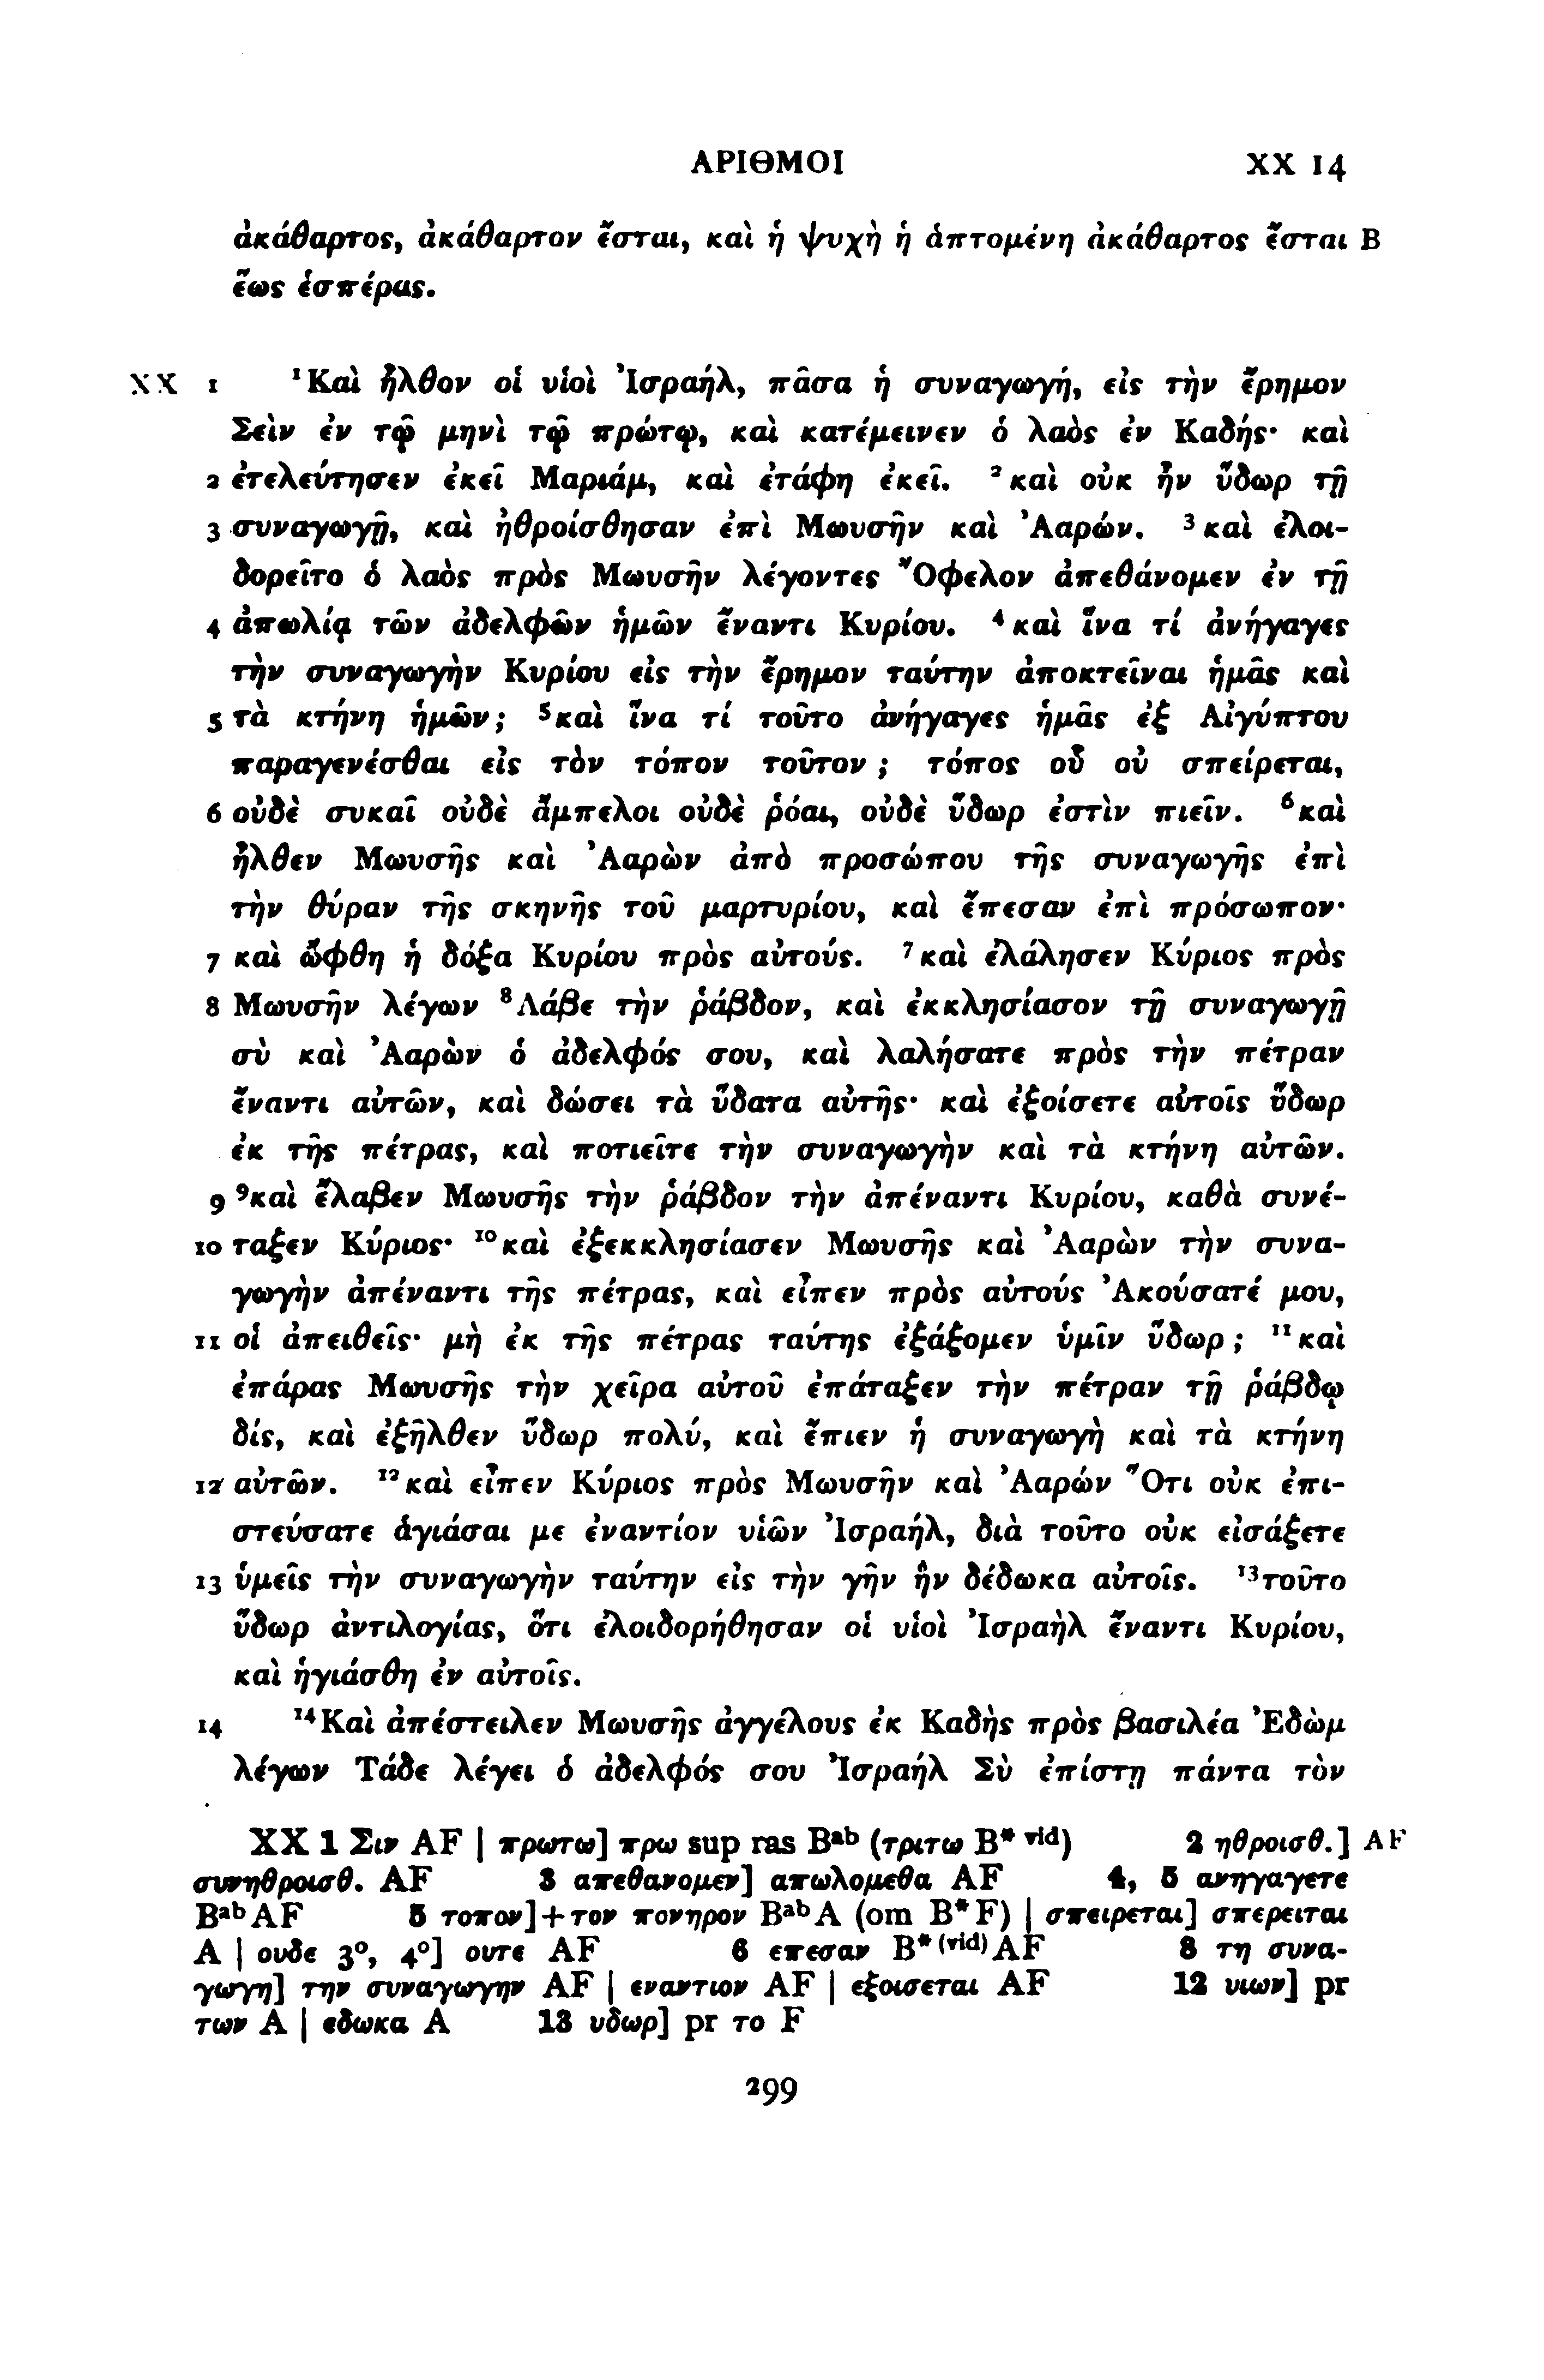 ΑΡΙΘΜΟΙ XX 14
ἀκάθαρτος, ἀκάθαρτον ἔσται, καὶ ἡ ψυχὴ ἡ ἁπτομένη ἀκάθαρτος ἔσται B
ἕως ἑσπέρας.
XX 1 ¹Καὶ ἦλθον οἱ υἱοὶ Ἰσραήλ, πᾶσα ἡ συναγωγή, εἰς τὴν ἔρημον
Σεὶν ἐν τῷ μηνὶ τῷ πρώτῳ, καὶ κατέμεινεν ὁ λαὸς ἐν Καδής· καὶ
2 ἐτελεύτησεν ἐκεῖ Μαριάμ, καὶ ἐτάφη ἐκεῖ. ²καὶ οὐκ ἦν ὕδωρ τῇ
3 συναγωγῇ, καὶ ἠθροίσθησαν ἐπὶ Μωυσῆν καὶ Ἀαρών. ³καὶ ἐλοι-
δορεῖτο ὁ λαὸς πρὸς Μωυσῆν λέγοντες Ὄφελον ἀπεθάνομεν ἐν τῇ
4 ἀπωλίᾳ τῶν ἀδελφῶν ἡμῶν ἔναντι Κυρίου. ⁴καὶ ἵνα τί ἀνήγαγες
τὴν συναγωγὴν Κυρίου εἰς τὴν ἔρημον ταύτην ἀποκτεῖναι ἡμᾶς καὶ
5 τὰ κτήνη ἡμῶν; ⁵καὶ ἵνα τί τοῦτο ἀνήγαγες ἡμᾶς ἐξ Αἰγύπτου
παραγενέσθαι εἰς τὸν τόπον τοῦτον; τόπος οὗ οὐ σπείρεται,
6 οὐδὲ συκαῖ οὐδὲ ἄμπελοι οὐδὲ ῥόαι, οὐδὲ ὕδωρ ἐστὶν πιεῖν. ⁶καὶ
ἦλθεν Μωυσῆς καὶ Ἀαρὼν ἀπὸ προσώπου τῆς συναγωγῆς ἐπὶ
τὴν θύραν τῆς σκηνῆς τοῦ μαρτυρίου, καὶ ἔπεσαν ἐπὶ πρόσωπον·
7 καὶ ὤφθη ἡ δόξα Κυρίου πρὸς αὐτούς. ⁷καὶ ἐλάλησεν Κύριος πρὸς
8 Μωυσῆν λέγων ⁸Λάβε τὴν ῥάβδον, καὶ ἐκκλησίασον τῇ συναγωγῇ
σὺ καὶ Ἀαρὼν ὁ ἀδελφός σου, καὶ λαλήσατε πρὸς τὴν πέτραν
ἔναντι αὐτῶν, καὶ δώσει τὰ ὕδατα αὐτῆς· καὶ ἐξοίσετε αὐτοῖς ὕδωρ
ἐκ τῆς πέτρας, καὶ ποτιεῖτε τὴν συναγωγὴν καὶ τὰ κτήνη αὐτῶν.
9 ⁹καὶ ἔλαβεν Μωυσῆς τὴν ῥάβδον τὴν ἀπέναντι Κυρίου, καθὰ συνέ-
10 ταξεν Κύριος· ¹⁰καὶ ἐξεκκλησίασεν Μωυσῆς καὶ Ἀαρὼν τὴν συνα-
γωγὴν ἀπέναντι τῆς πέτρας, καὶ εἶπεν πρὸς αὐτούς Ἀκούσατέ μου,
11 οἱ ἀπειθεῖς· μὴ ἐκ τῆς πέτρας ταύτης ἐξάξομεν ὑμῖν ὕδωρ; ¹¹καὶ
ἐπάρας Μωυσῆς τὴν χεῖρα αὐτοῦ ἐπάταξεν τὴν πέτραν τῇ ῥάβδῳ
δίς, καὶ ἐξῆλθεν ὕδωρ πολύ, καὶ ἔπιεν ἡ συναγωγὴ καὶ τὰ κτήνη
12 αὐτῶν. ¹²καὶ εἶπεν Κύριος πρὸς Μωυσῆν καὶ Ἀαρών Ὅτι οὐκ ἐπι-
στεύσατε ἁγιάσαι με ἐναντίον υἱῶν Ἰσραήλ, διὰ τοῦτο οὐκ εἰσάξετε
13 ὑμεῖς τὴν συναγωγὴν ταύτην εἰς τὴν γῆν ἣν δέδωκα αὐτοῖς. ¹³τοῦτο
ὕδωρ ἀντιλογίας, ὅτι ἐλοιδορήθησαν οἱ υἱοὶ Ἰσραὴλ ἔναντι Κυρίου,
καὶ ἡγιάσθη ἐν αὐτοῖς.
14 ¹⁴Καὶ ἀπέστειλεν Μωυσῆς ἀγγέλους ἐκ Καδὴς πρὸς βασιλέα Ἐδὼμ
λέγων Τάδε λέγει ὁ ἀδελφός σου Ἰσραήλ Σὺ ἐπίστῃ πάντα τὸν
XX 1 Σιν AF | πρωτω] πρω sup ras Bᵃᵇ (τριτω B* ᵛⁱᵈ) 2 ηθροισθ.] AF
συνηθροισθ. AF 3 απεθανομεν] απωλομεθα AF 4, 5 ανηγαγετε
Bᵃᵇ AF 5 τοπον]+τον πονηρον Bᵃᵇ A (om B* F) | σπειρεται] σπερειται
A | ουδε 3°, 4°] ουτε AF 6 επεσαν B* ⁽ᵛⁱᵈ⁾ AF 8 τη συνα-
γωγη] την συναγωγην AF | εναντιον AF | εξοισεται AF 12 υιων] pr
των A | εδωκα A 13 υδωρ] pr το F
299